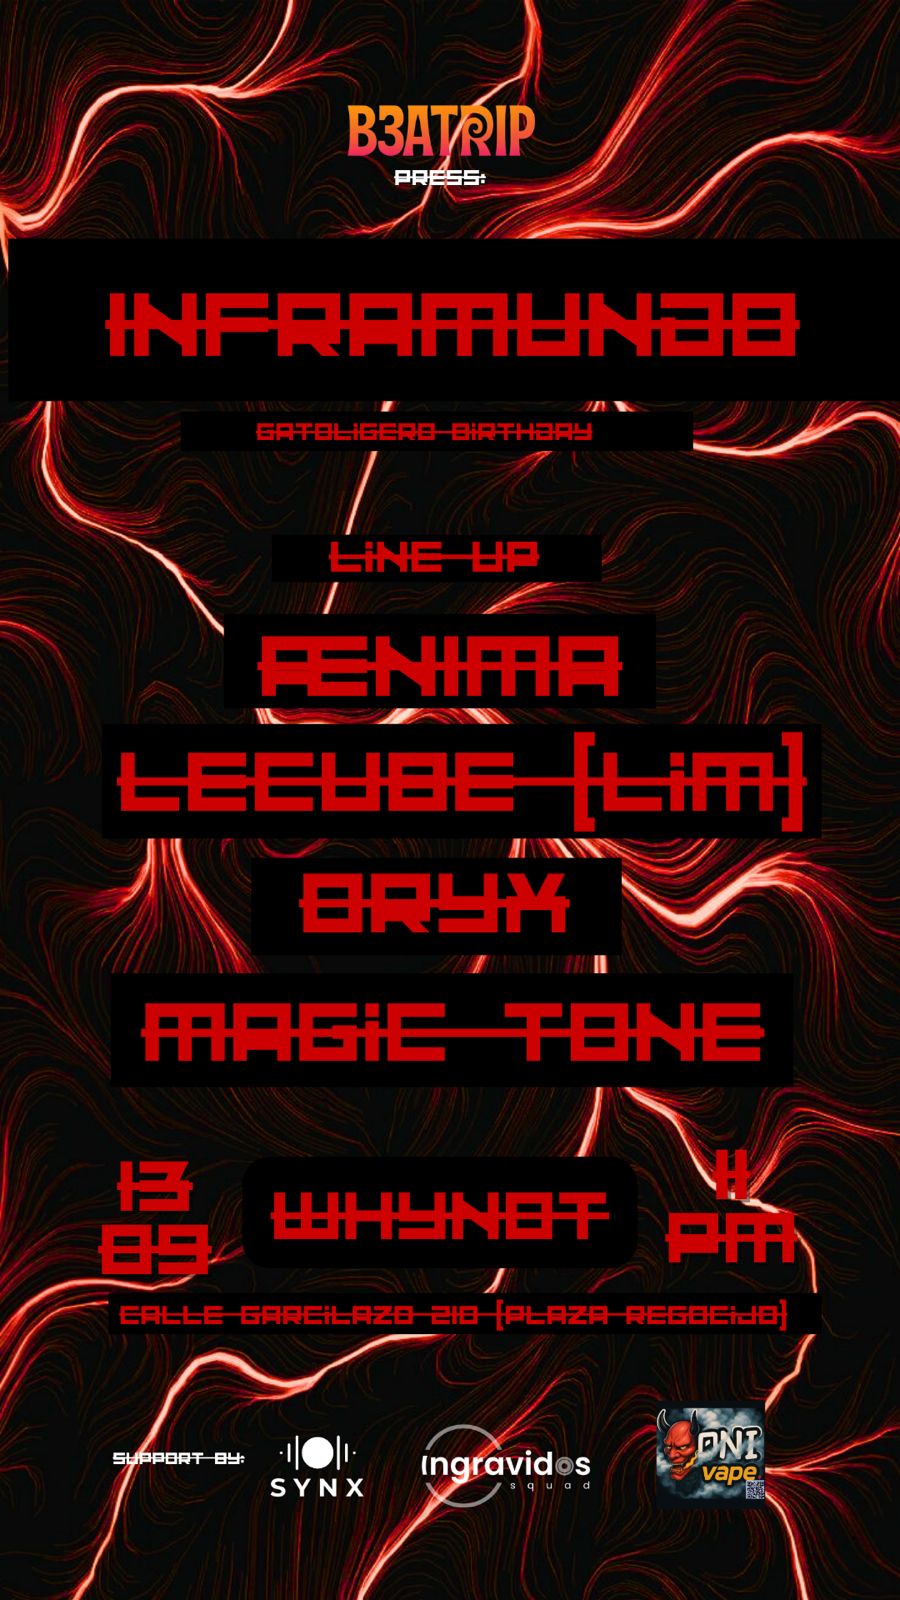 B3ATRIP
PRESS:
INFRAMUNDO
GATOLiGERO BiRTHDAY
LiNE UP
ÆNIMA
LECUBE [LiM]
ORYX
MAGiC TONE
13
09
WHYNOT
11
PM
CALLE GARCiLAZO 210 [PLAZA REGOCiJO]
SUPPORT BY:
SYNX
ingravidos
squad
ONI
vape